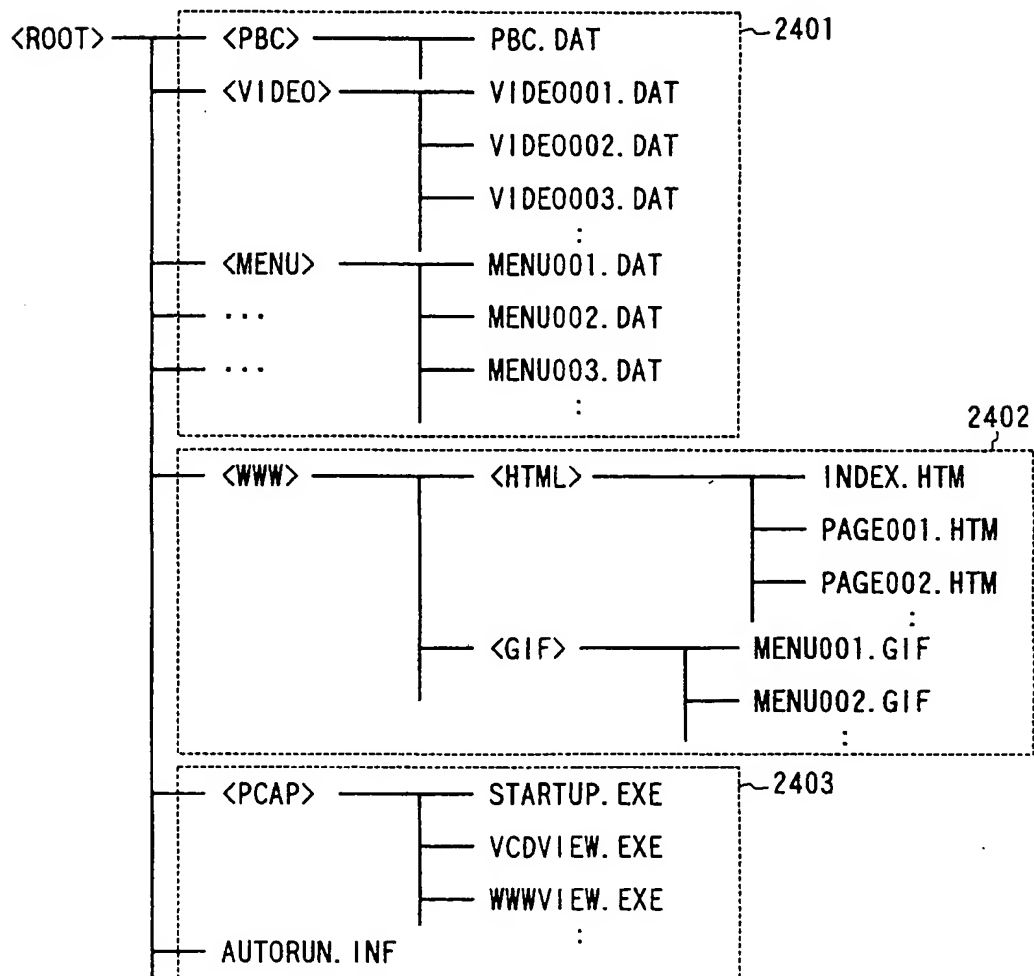 <ROOT> <PBC> PBC.DAT 2401
<VIDEO> VIDEO001.DAT
VIDEO002.DAT
VIDEO003.DAT
:
<MENU> MENU001.DAT
... MENU002.DAT
... MENU003.DAT
:
2402
<WWW> <HTML> INDEX.HTM
PAGE001.HTM
PAGE002.HTM
:
<GIF> MENU001.GIF
MENU002.GIF
:
<PCAP> STARTUP.EXE 2403
VCDVIEW.EXE
WWWVIEW.EXE
:
AUTORUN.INF